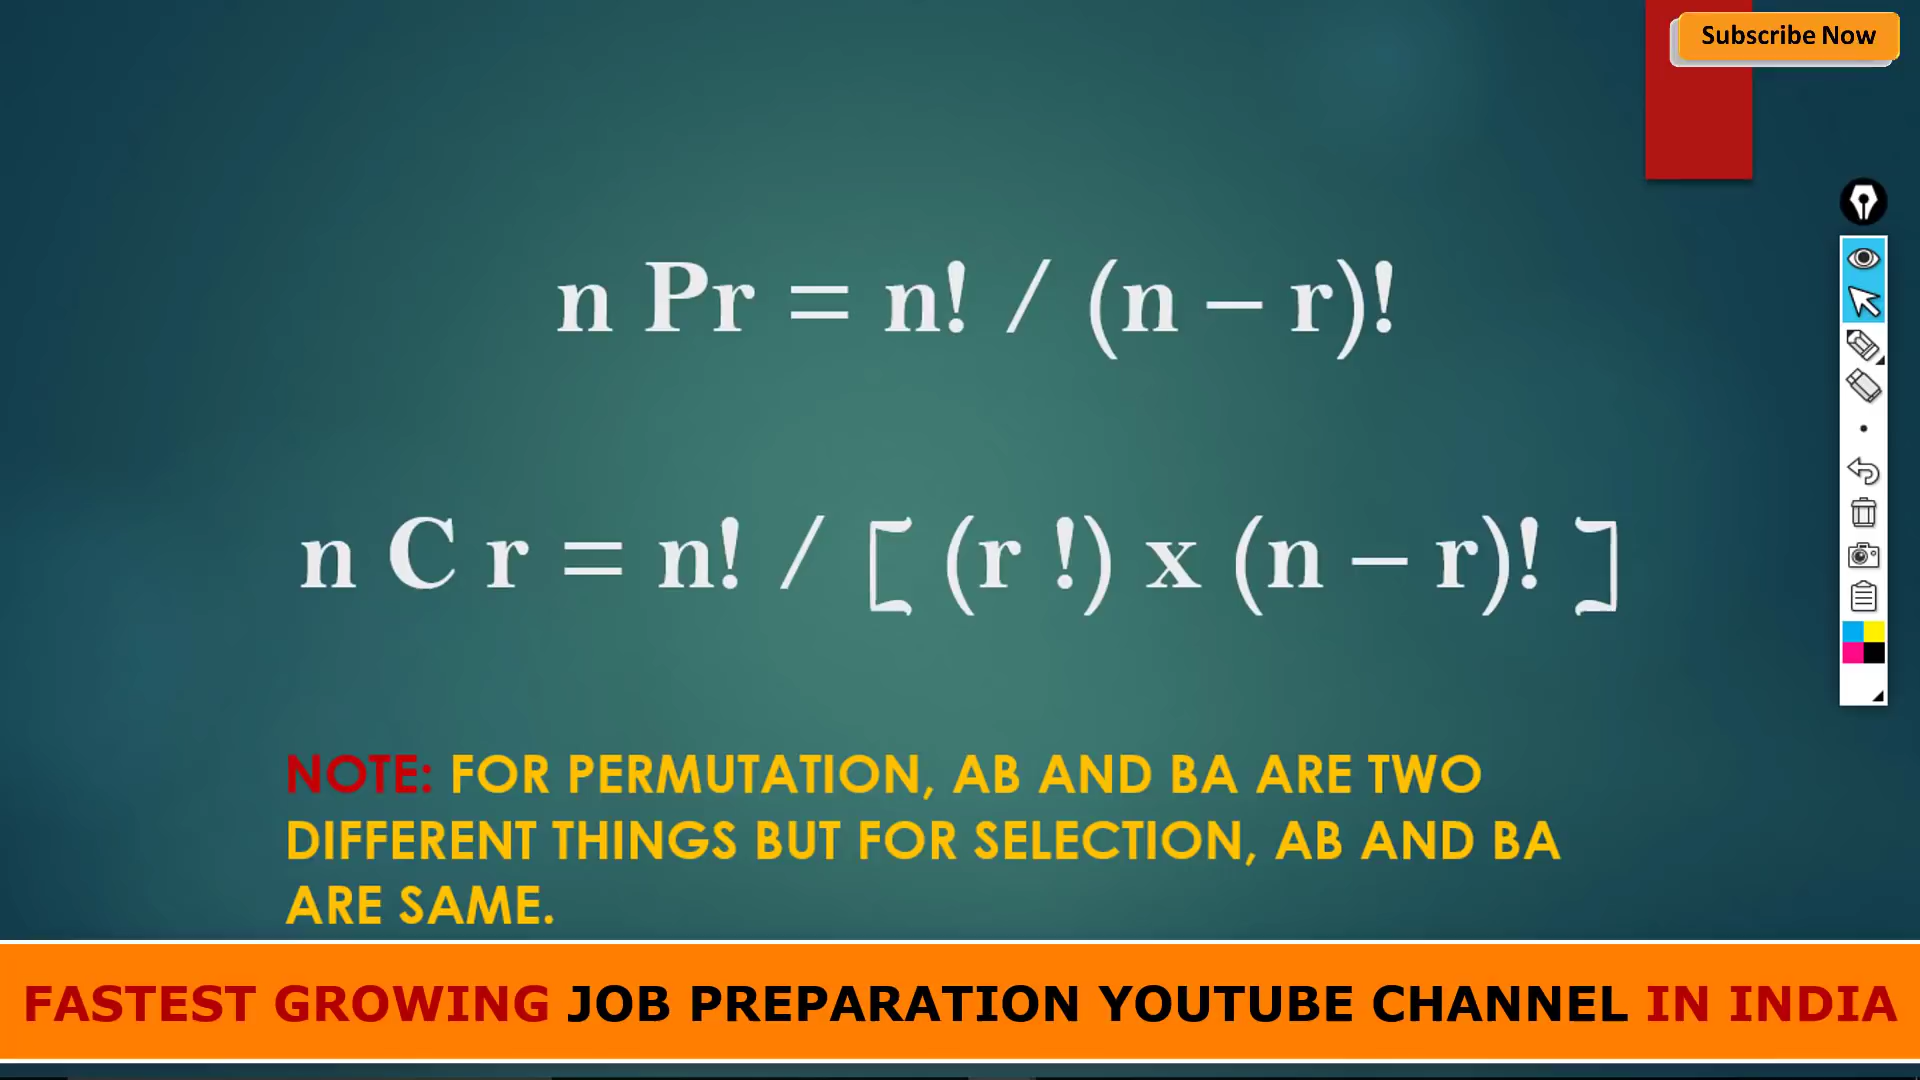 Subscribe Now
n Pr = n! / (n – r)!
n C r = n! / [ (r !) x (n – r)! ]
NOTE: FOR PERMUTATION, AB AND BA ARE TWO
DIFFERENT THINGS BUT FOR SELECTION, AB AND BA
ARE SAME.
FASTEST GROWING JOB PREPARATION YOUTUBE CHANNEL IN INDIA